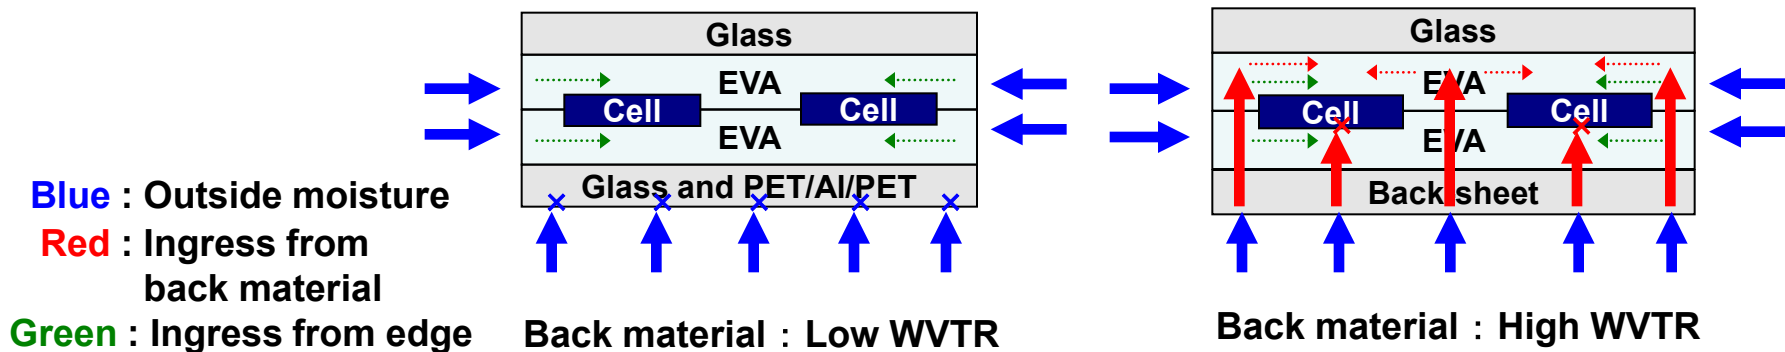 Glass
EVA
Cell
Cell
EVA
Glass and PET/Al/PET
Glass
EVA
Cell
Cell
EVA
Back sheet
Blue : Outside moisture
Red : Ingress from
back material
Green : Ingress from edge
Back material : Low WVTR
Back material : High WVTR